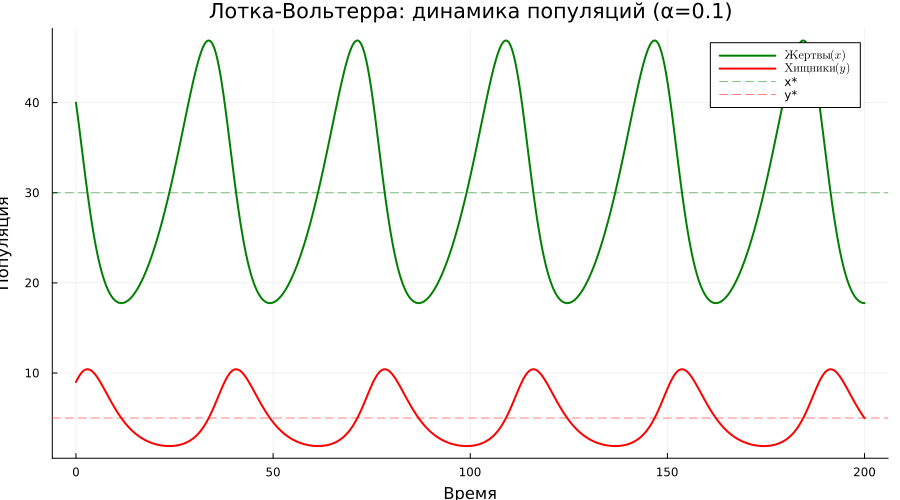 Лотка-Вольтерра: динамика популяций (α=0.1)
Жертвы(x)
Хищники(y)
x*
y*
Популяция
40
30
20
10
0
50
100
150
200
Время